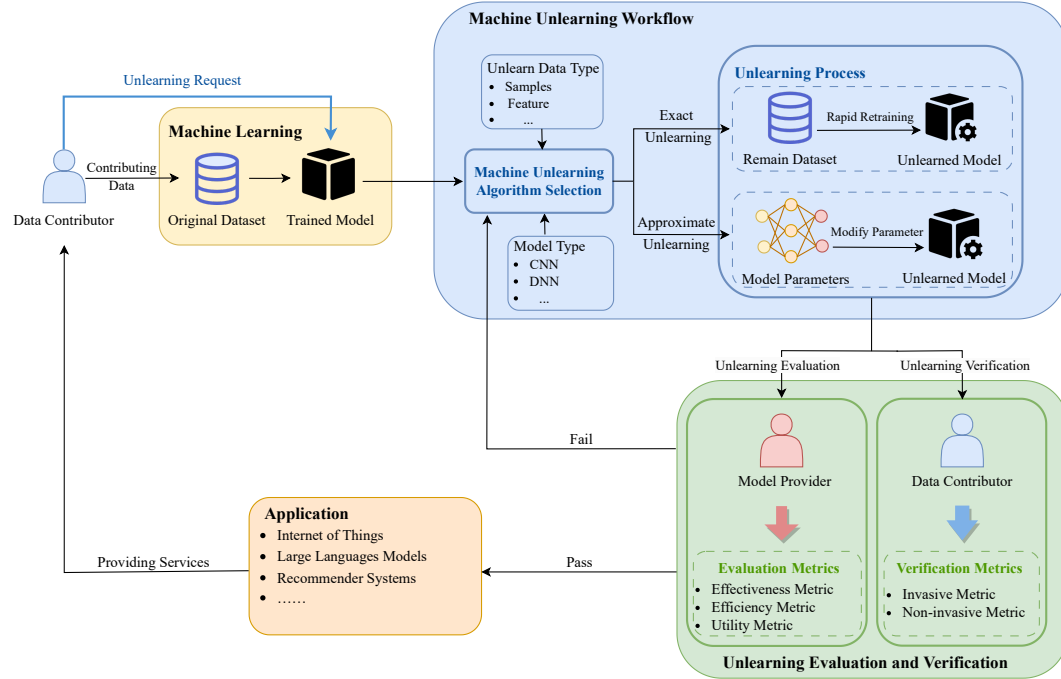 Machine Unlearning Workflow
Unlearning Request
Machine Learning
Contributing
Data
Data Contributor
Original Dataset
Trained Model
Unlearn Data Type
Samples
Feature
...
Machine Unlearning
Algorithm Selection
Model Type
CNN
DNN
...
Exact
Unlearning
Approximate
Unlearning
Unlearning Process
Rapid Retraining
Remain Dataset
Unlearned Model
Modify Parameter
Model Parameters
Unlearned Model
Unlearning Evaluation
Unlearning Verification
Fail
Model Provider
Data Contributor
Evaluation Metrics
Effectiveness Metric
Efficiency Metric
Utility Metric
Verification Metrics
Invasive Metric
Non-invasive Metric
Unlearning Evaluation and Verification
Pass
Application
Internet of Things
Large Languages Models
Recommender Systems
……
Providing Services